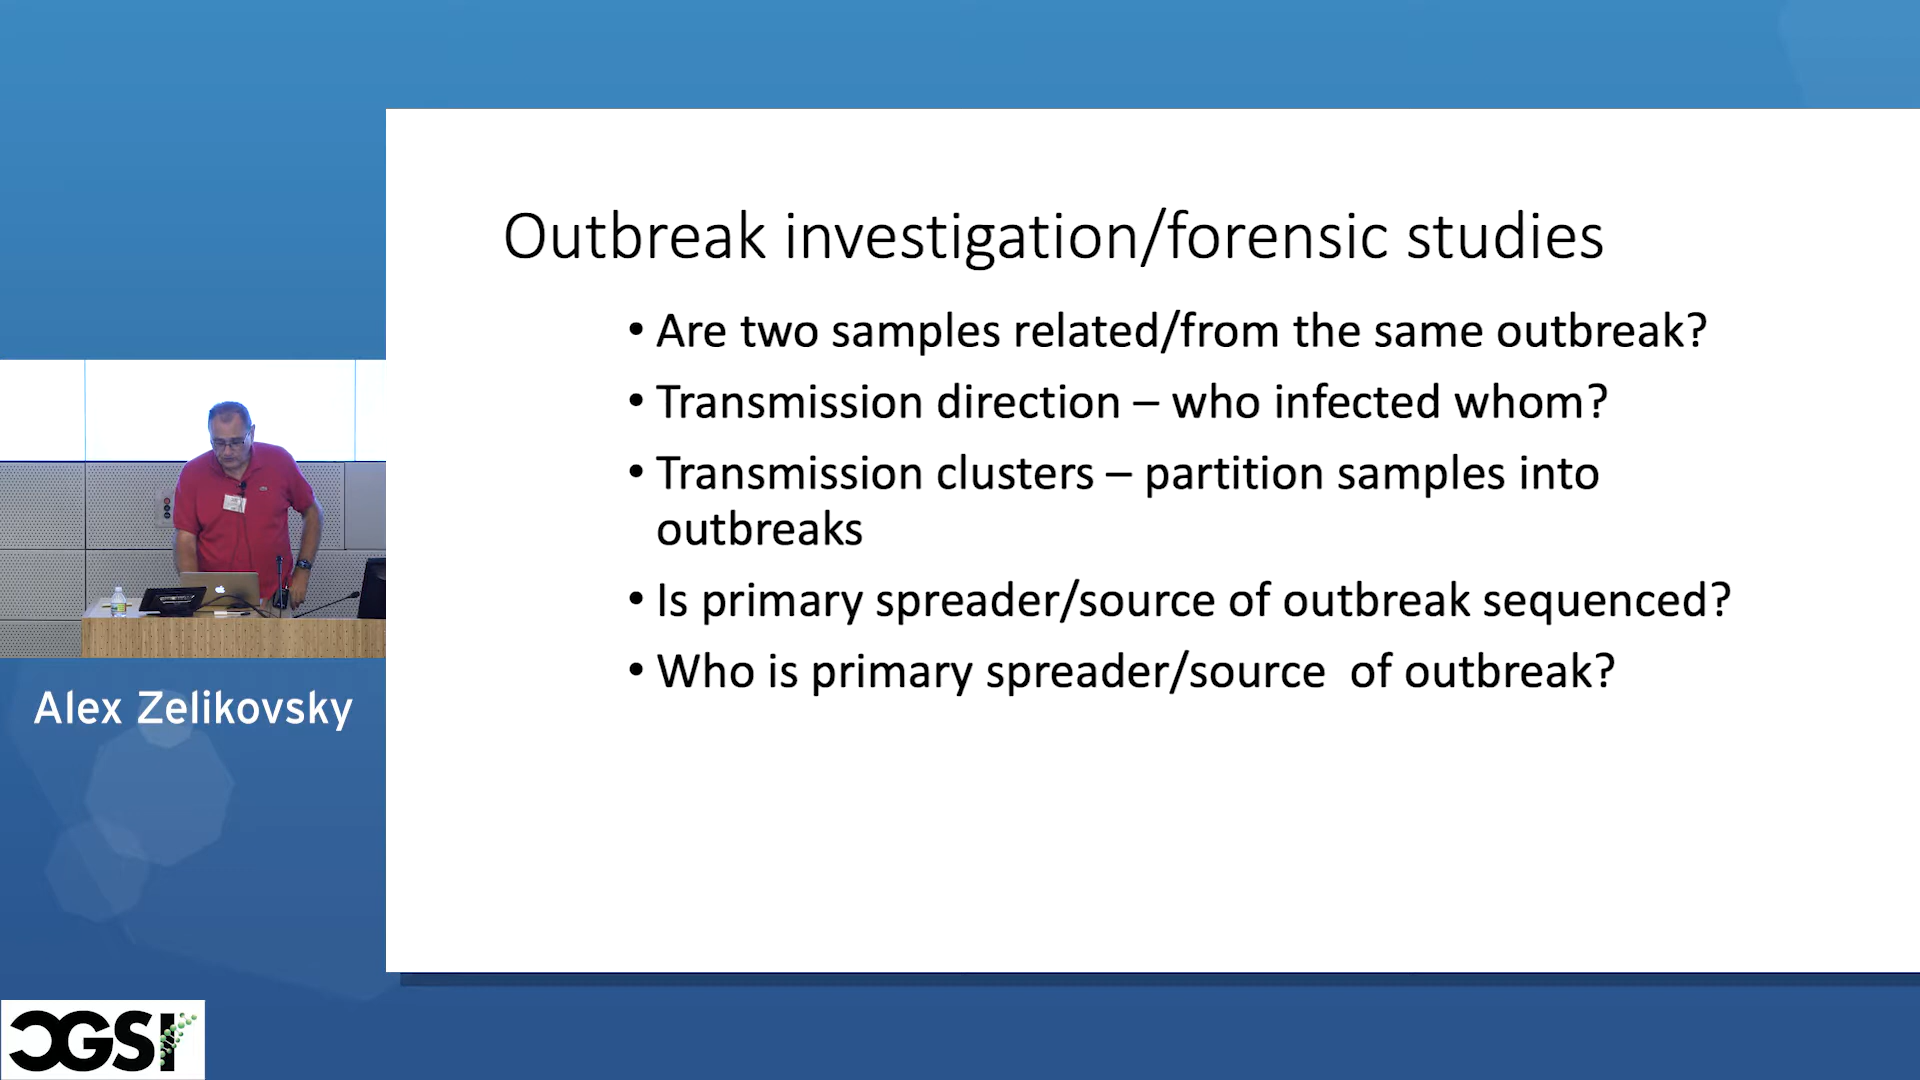 Outbreak investigation/forensic studies
• Are two samples related/from the same outbreak?
• Transmission direction – who infected whom?
• Transmission clusters – partition samples into
outbreaks
• Is primary spreader/source of outbreak sequenced?
• Who is primary spreader/source  of outbreak?
Alex Zelikovsky
CGSI